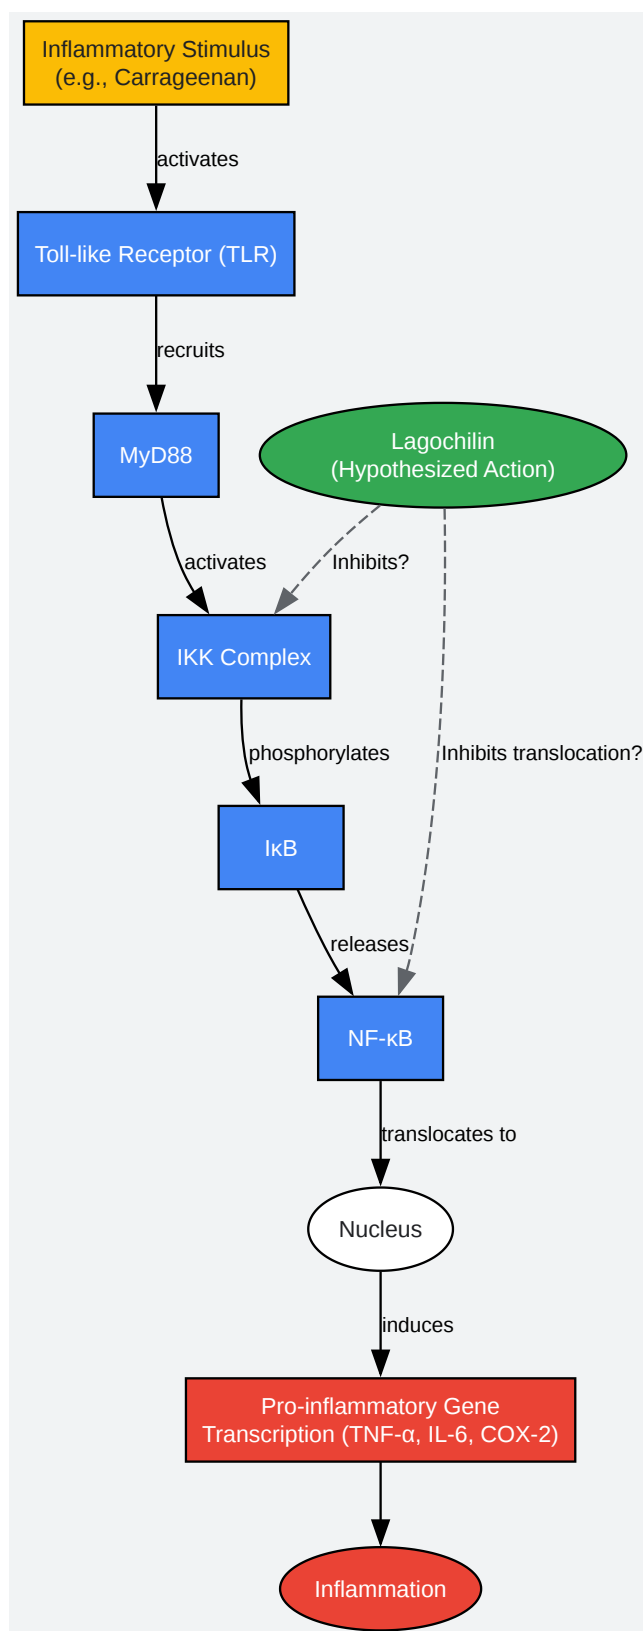 Inflammatory Stimulus
(e.g., Carrageenan)
activates
Toll-like Receptor (TLR)
recruits
MyD88
Lagochilin
(Hypothesized Action)
activates
Inhibits?
IKK Complex
phosphorylates
Inhibits translocation?
IκB
releases
NF-κB
translocates to
Nucleus
induces
Pro-inflammatory Gene
Transcription (TNF-α, IL-6, COX-2)
Inflammation